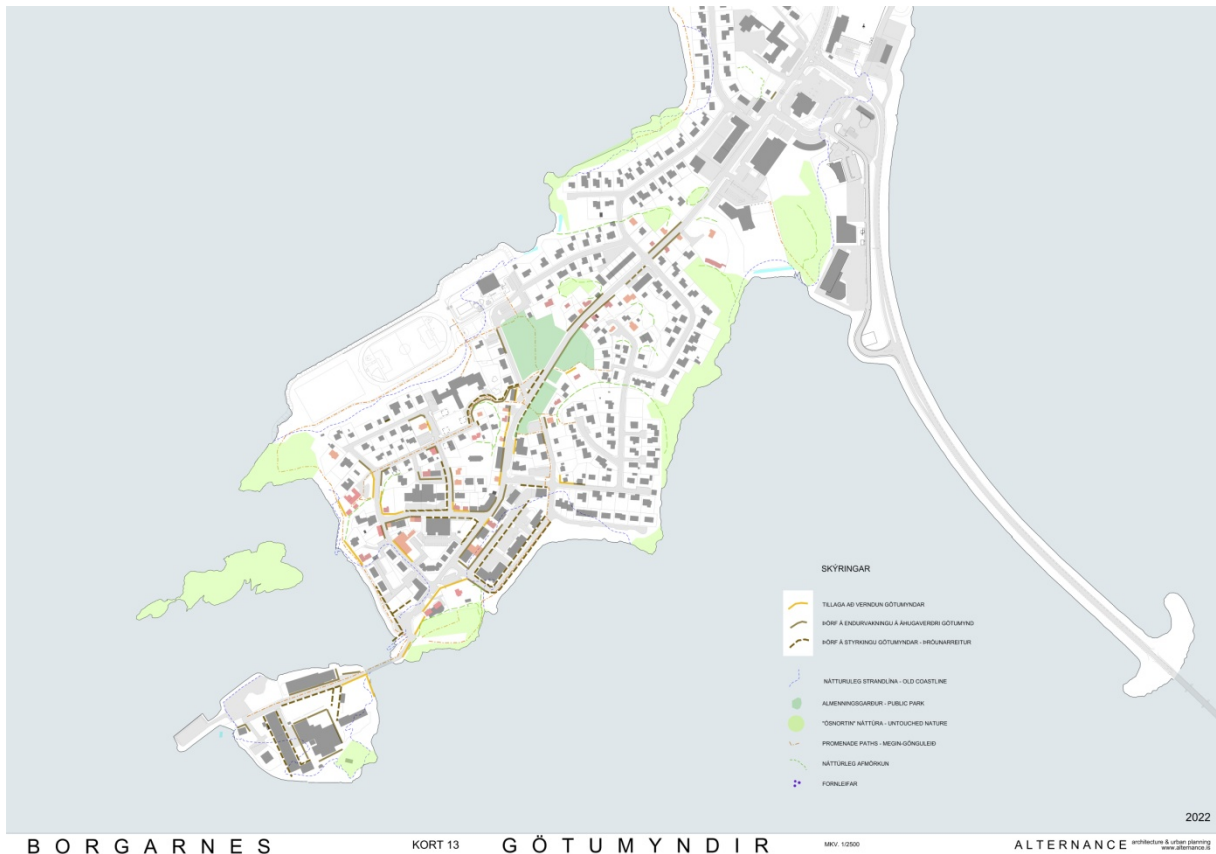 SKÝRINGAR
TILLAGA AÐ VERNDUN GÖTUMYNDAR
ÞÖRF Á ENDURVAKNINGU Á ÁHUGAVERÐRI GÖTUMYND
ÞÖRF Á STYRKINGU GÖTUMYNDAR - ÞRÓUNARREITUR
NÁTTURULEG STRANDLÍNA - OLD COASTLINE
ALMENNINGSGARÐUR - PUBLIC PARK
"ÓSNORTIN" NÁTTÚRA - UNTOUCHED NATURE
PROMENADE PATHS - MEGIN-GÖNGULEIÐ
NÁTTÚRLEG AFMÖRKUN
FORNLEIFAR
2022
BORGARNES KORT 13 GÖTUMYNDIR MKV. 1/2500 ALTERNANCE architecture & urban planning
www.alternance.is